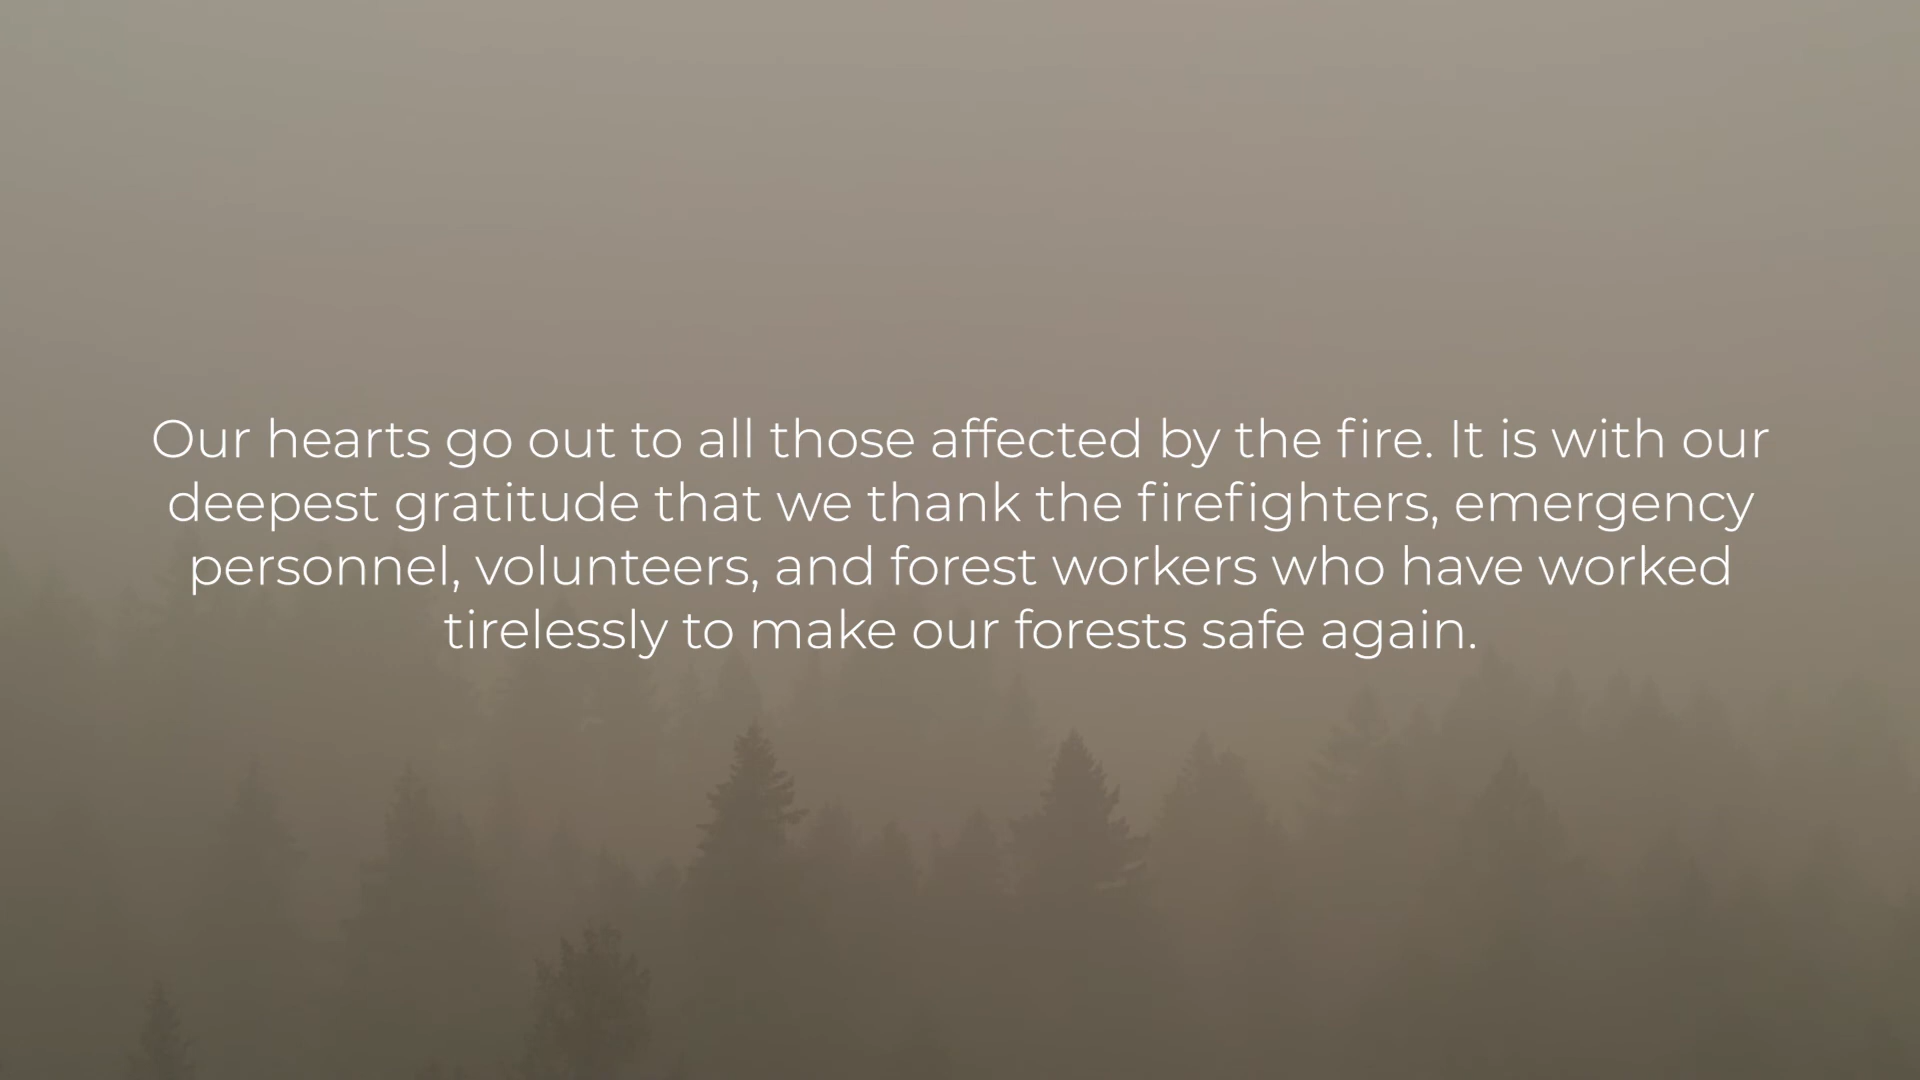 Our hearts go out to all those affected by the fire. It is with our
deepest gratitude that we thank the firefighters, emergency
personnel, volunteers, and forest workers who have worked
tirelessly to make our forests safe again.